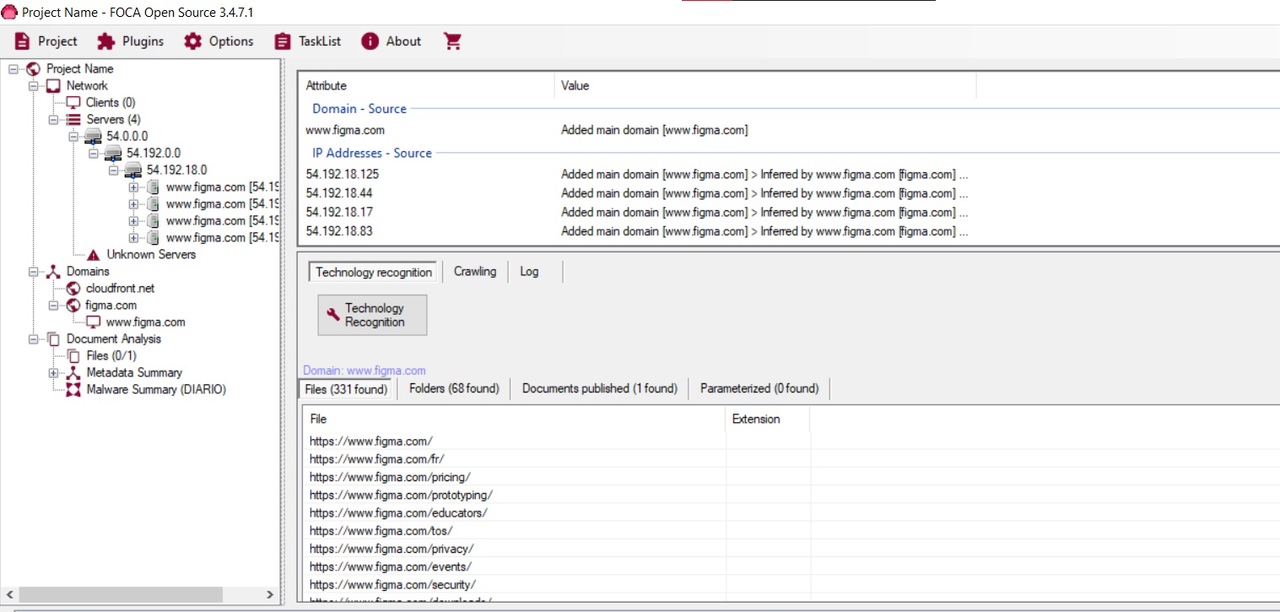 Project Name - FOCA Open Source 3.4.7.1
Project Plugins Options TaskList About
Project Name
Network
Clients (0)
Servers (4)
54.0.0.0
54.192.0.0
54.192.18.0
www.figma.com [54.19
www.figma.com [54.19
www.figma.com [54.19
www.figma.com [54.19
Unknown Servers
Domains
cloudfront.net
figma.com
www.figma.com
Document Analysis
Files (0/1)
Metadata Summary
Malware Summary (DIARIO)
Attribute Value
Domain - Source
www.figma.com Added main domain [www.figma.com]
IP Addresses - Source
54.192.18.125 Added main domain [www.figma.com] > Inferred by www.figma.com [figma.com] ...
54.192.18.44 Added main domain [www.figma.com] > Inferred by www.figma.com [figma.com] ...
54.192.18.17 Added main domain [www.figma.com] > Inferred by www.figma.com [figma.com] ...
54.192.18.83 Added main domain [www.figma.com] > Inferred by www.figma.com [figma.com] ...
Technology recognition Crawling Log
Technology
Recognition
Domain: www.figma.com
Files (331 found) Folders (68 found) Documents published (1 found) Parameterized (0 found)
File Extension
https://www.figma.com/
https://www.figma.com/fr/
https://www.figma.com/pricing/
https://www.figma.com/prototyping/
https://www.figma.com/educators/
https://www.figma.com/tos/
https://www.figma.com/privacy/
https://www.figma.com/events/
https://www.figma.com/security/
https://www.figma.com/downloads/